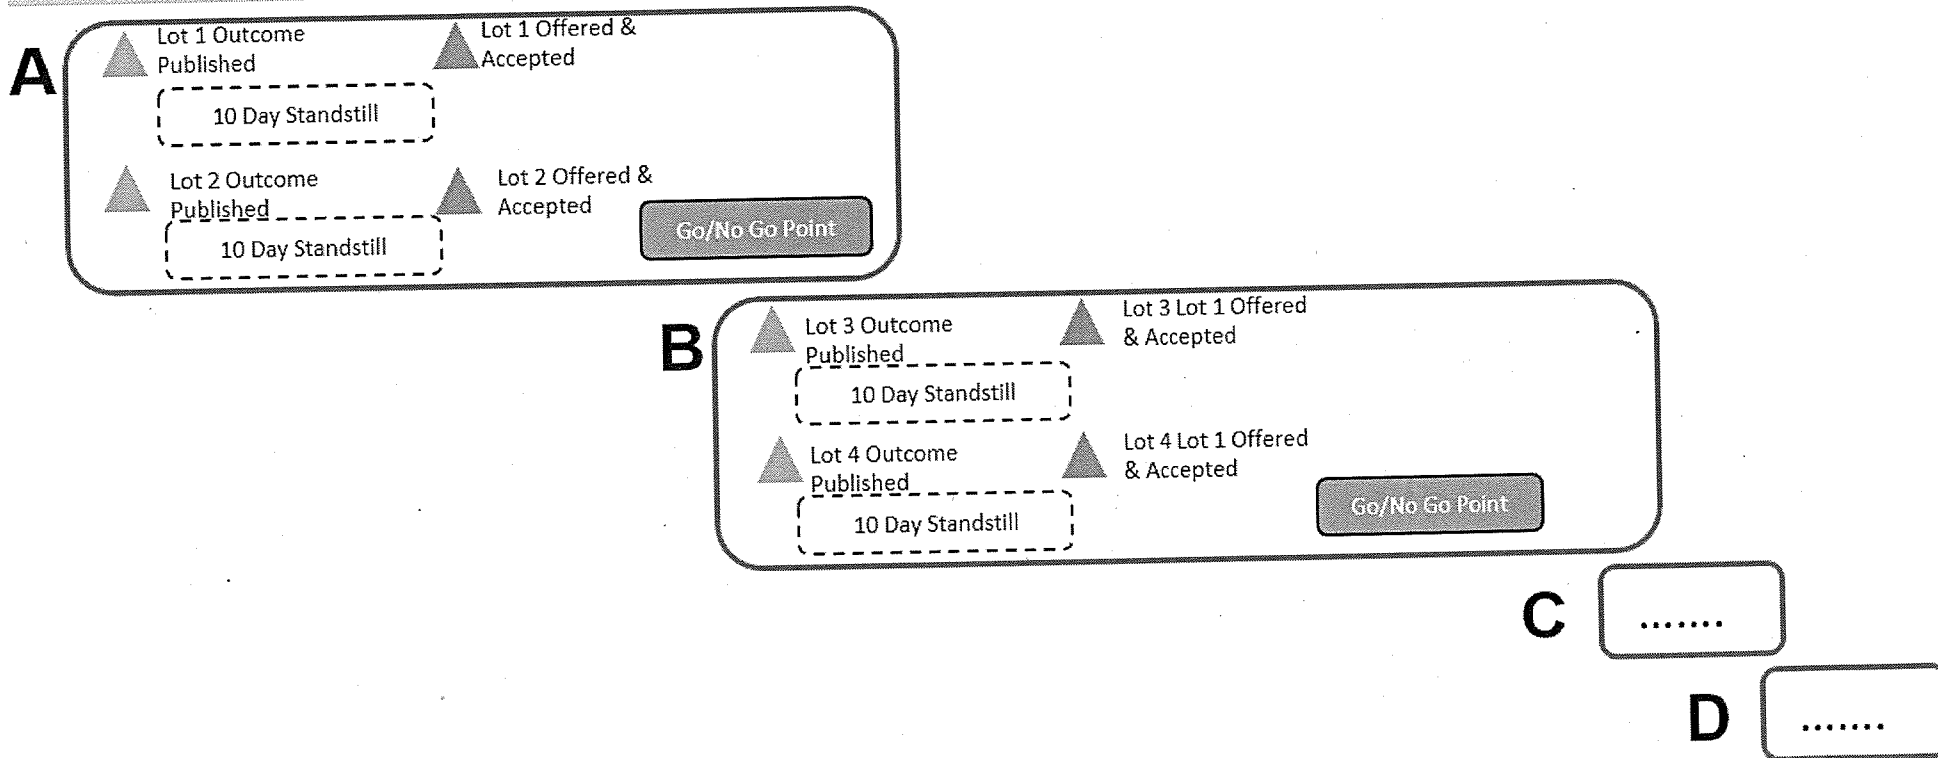 A
Lot 1 Outcome
Published
Lot 1 Offered &
Accepted
10 Day Standstill
Lot 2 Outcome
Published
Lot 2 Offered &
Accepted
10 Day Standstill
Go/No Go Point
B
Lot 3 Outcome
Published
Lot 3 Lot 1 Offered
& Accepted
10 Day Standstill
Lot 4 Outcome
Published
Lot 4 Lot 1 Offered
& Accepted
10 Day Standstill
Go/No Go Point
C
.......
D
.......